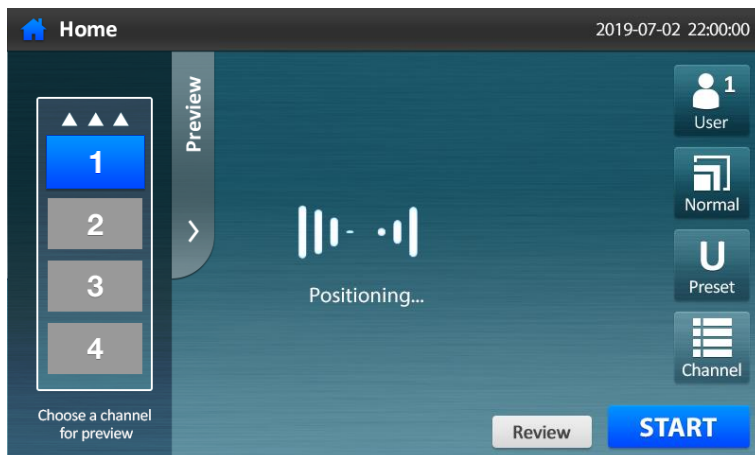 Home
2019-07-02 22:00:00
Preview
1
2
3
4
Choose a channel
for preview
Positioning...
1
User
Normal
U
Preset
Channel
Review
START